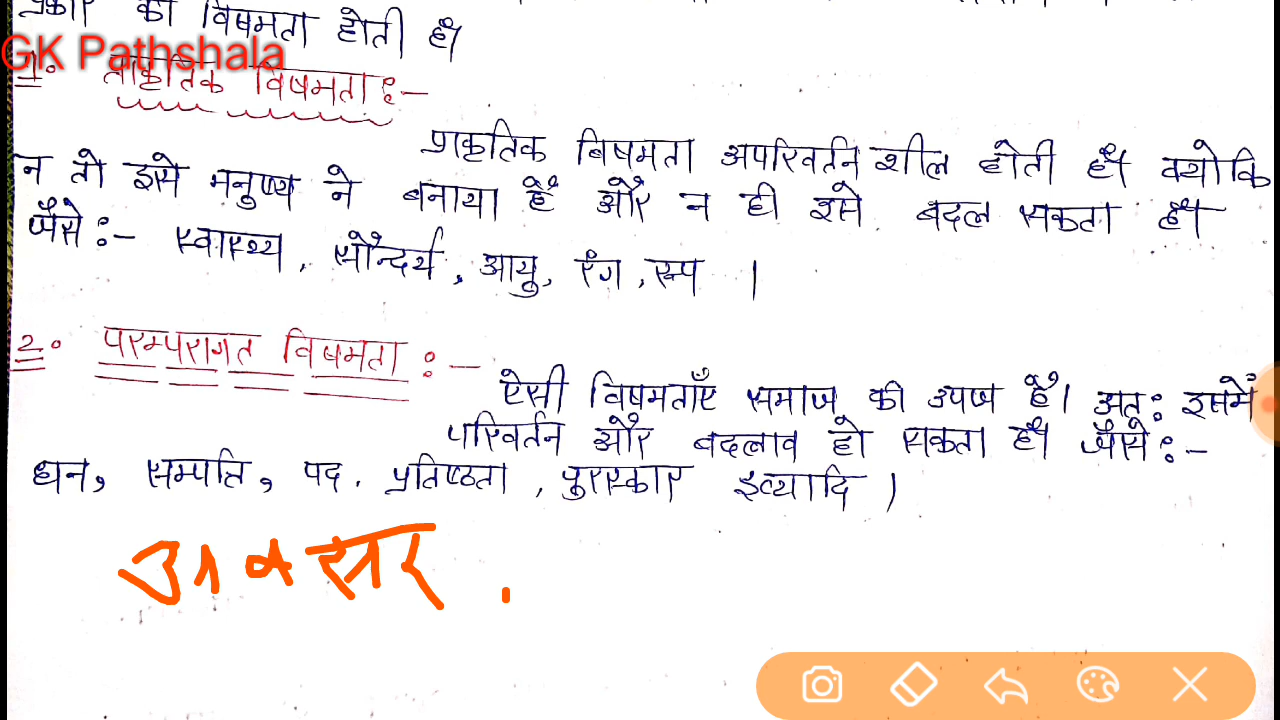 प्रकार की विषमता होती है।
GK Pathshala
1. प्राकृतिक विषमता :-
प्राकृतिक विषमता अपरिवर्तन शील होती है। क्योकि
न तो इसे मनुष्य ने बनाया है और न ही इसे बदल सकता है।
जैसे :- स्वास्थ्य, सौन्दर्य, आयु, रंग, रूप ।
2. परम्परागत विषमता :-
ऐसी विषमताएँ समाज की उपज है। अत: इसमें
परिवर्तन और बदलाव हो सकता है। जैसे :-
धन, सम्पत्ति, पद, प्रतिष्ठता, पुरस्कार इत्यादि ।
अवसर .